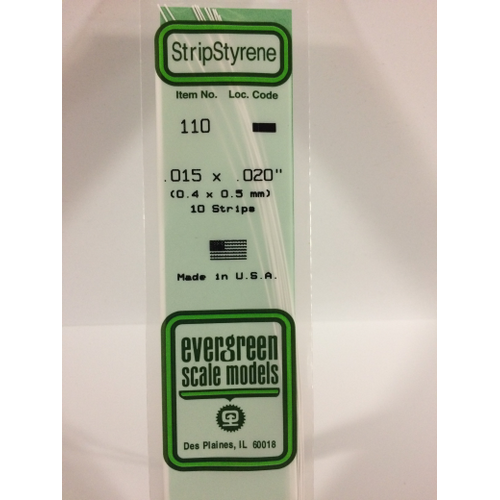 StripStyrene
Item No. Loc. Code
110
.015 x .020"
(0.4 x 0.5 mm)
10 Strips
Made in U.S.A.
evergreen
scale models
Des Plaines, IL 60018